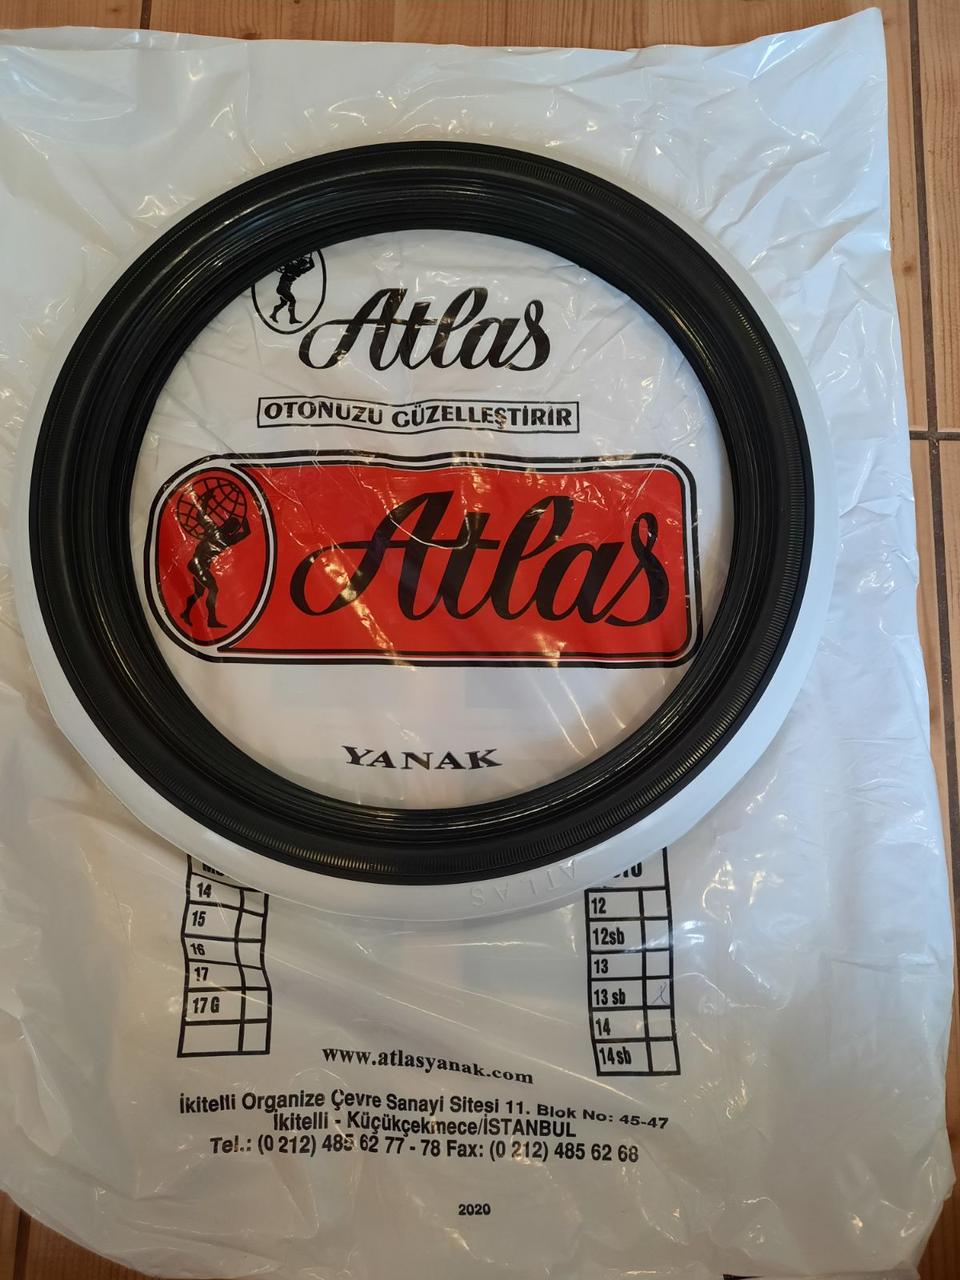 Atlas
OTONUZU GÜZELLEŞTİRİR
Atlas
YANAK
ATLAS
14
15
16
17
17 G
12
12sb
13
13 sb X
14
14sb
www.atlasyanak.com
İkitelli Organize Çevre Sanayi Sitesi 11. Blok No: 45-47
İkitelli - Küçükçekmece/İSTANBUL
Tel.: (0 212) 485 62 77 - 78 Fax: (0 212) 485 62 68
2020